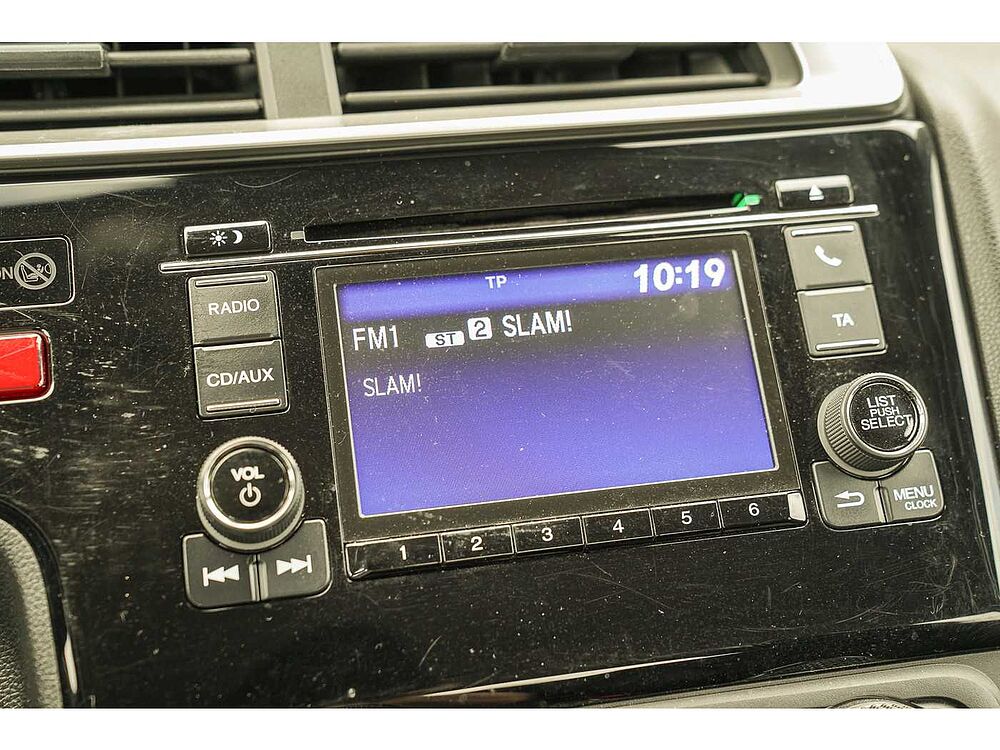 TP 10:19
FM1 ST 2 SLAM!
SLAM!
RADIO
CD/AUX
VOL
1 2 3 4 5 6
TA
LIST
PUSH
SELECT
MENU
CLOCK